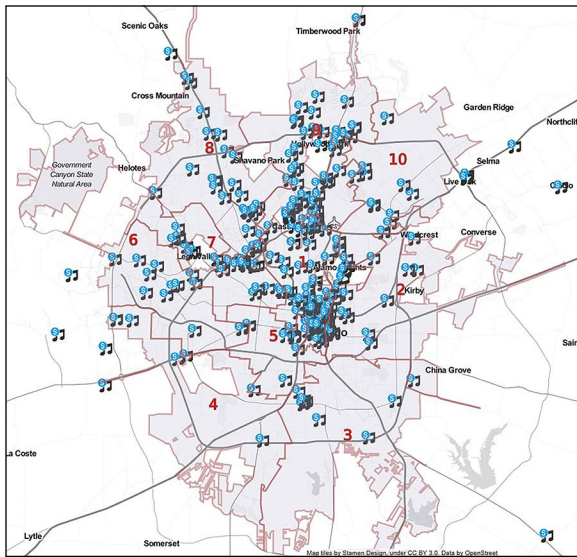 Scenic Oaks
Timberwood Park
Cross Mountain
Garden Ridge
9
8
10
Shavano Park
Selma
Government
Canyon State
Natural Area
Helotes
Live Oak
6
7
Converse
1
2
Kirby
5
China Grove
4
3
La Coste
Lytle
Somerset
Map tiles by Stamen Design, under CC BY 3.0. Data by OpenStreet